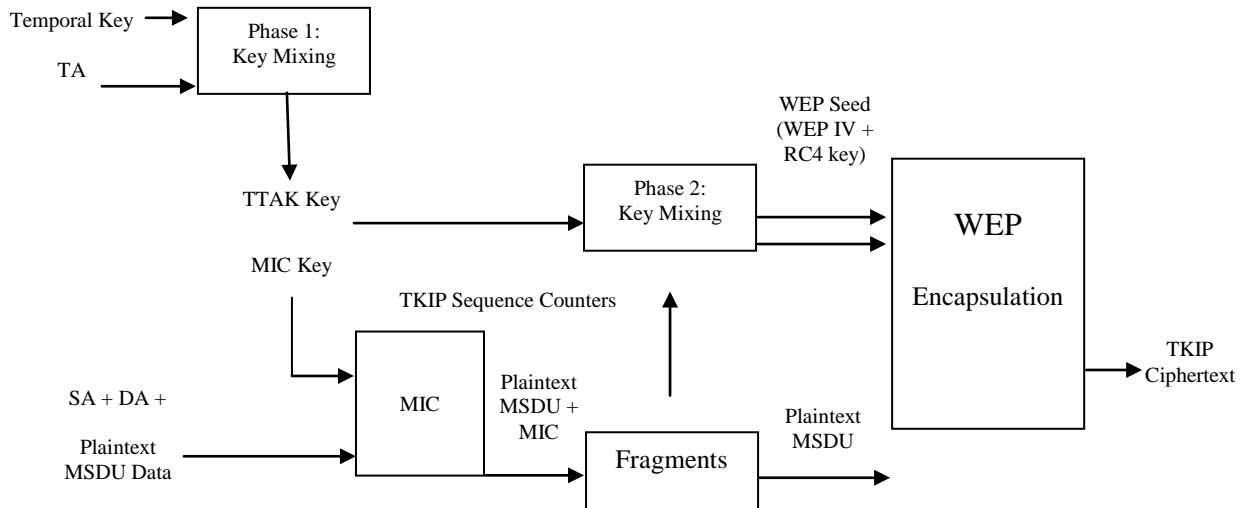 Temporal Key
TA
Phase 1:
Key Mixing
WEP Seed
(WEP IV +
RC4 key)
TTAK Key
Phase 2:
Key Mixing
WEP
Encapsulation
MIC Key
TKIP Sequence Counters
SA + DA +
Plaintext
MSDU Data
MIC
Plaintext
MSDU +
MIC
Fragments
Plaintext
MSDU
TKIP
Ciphertext